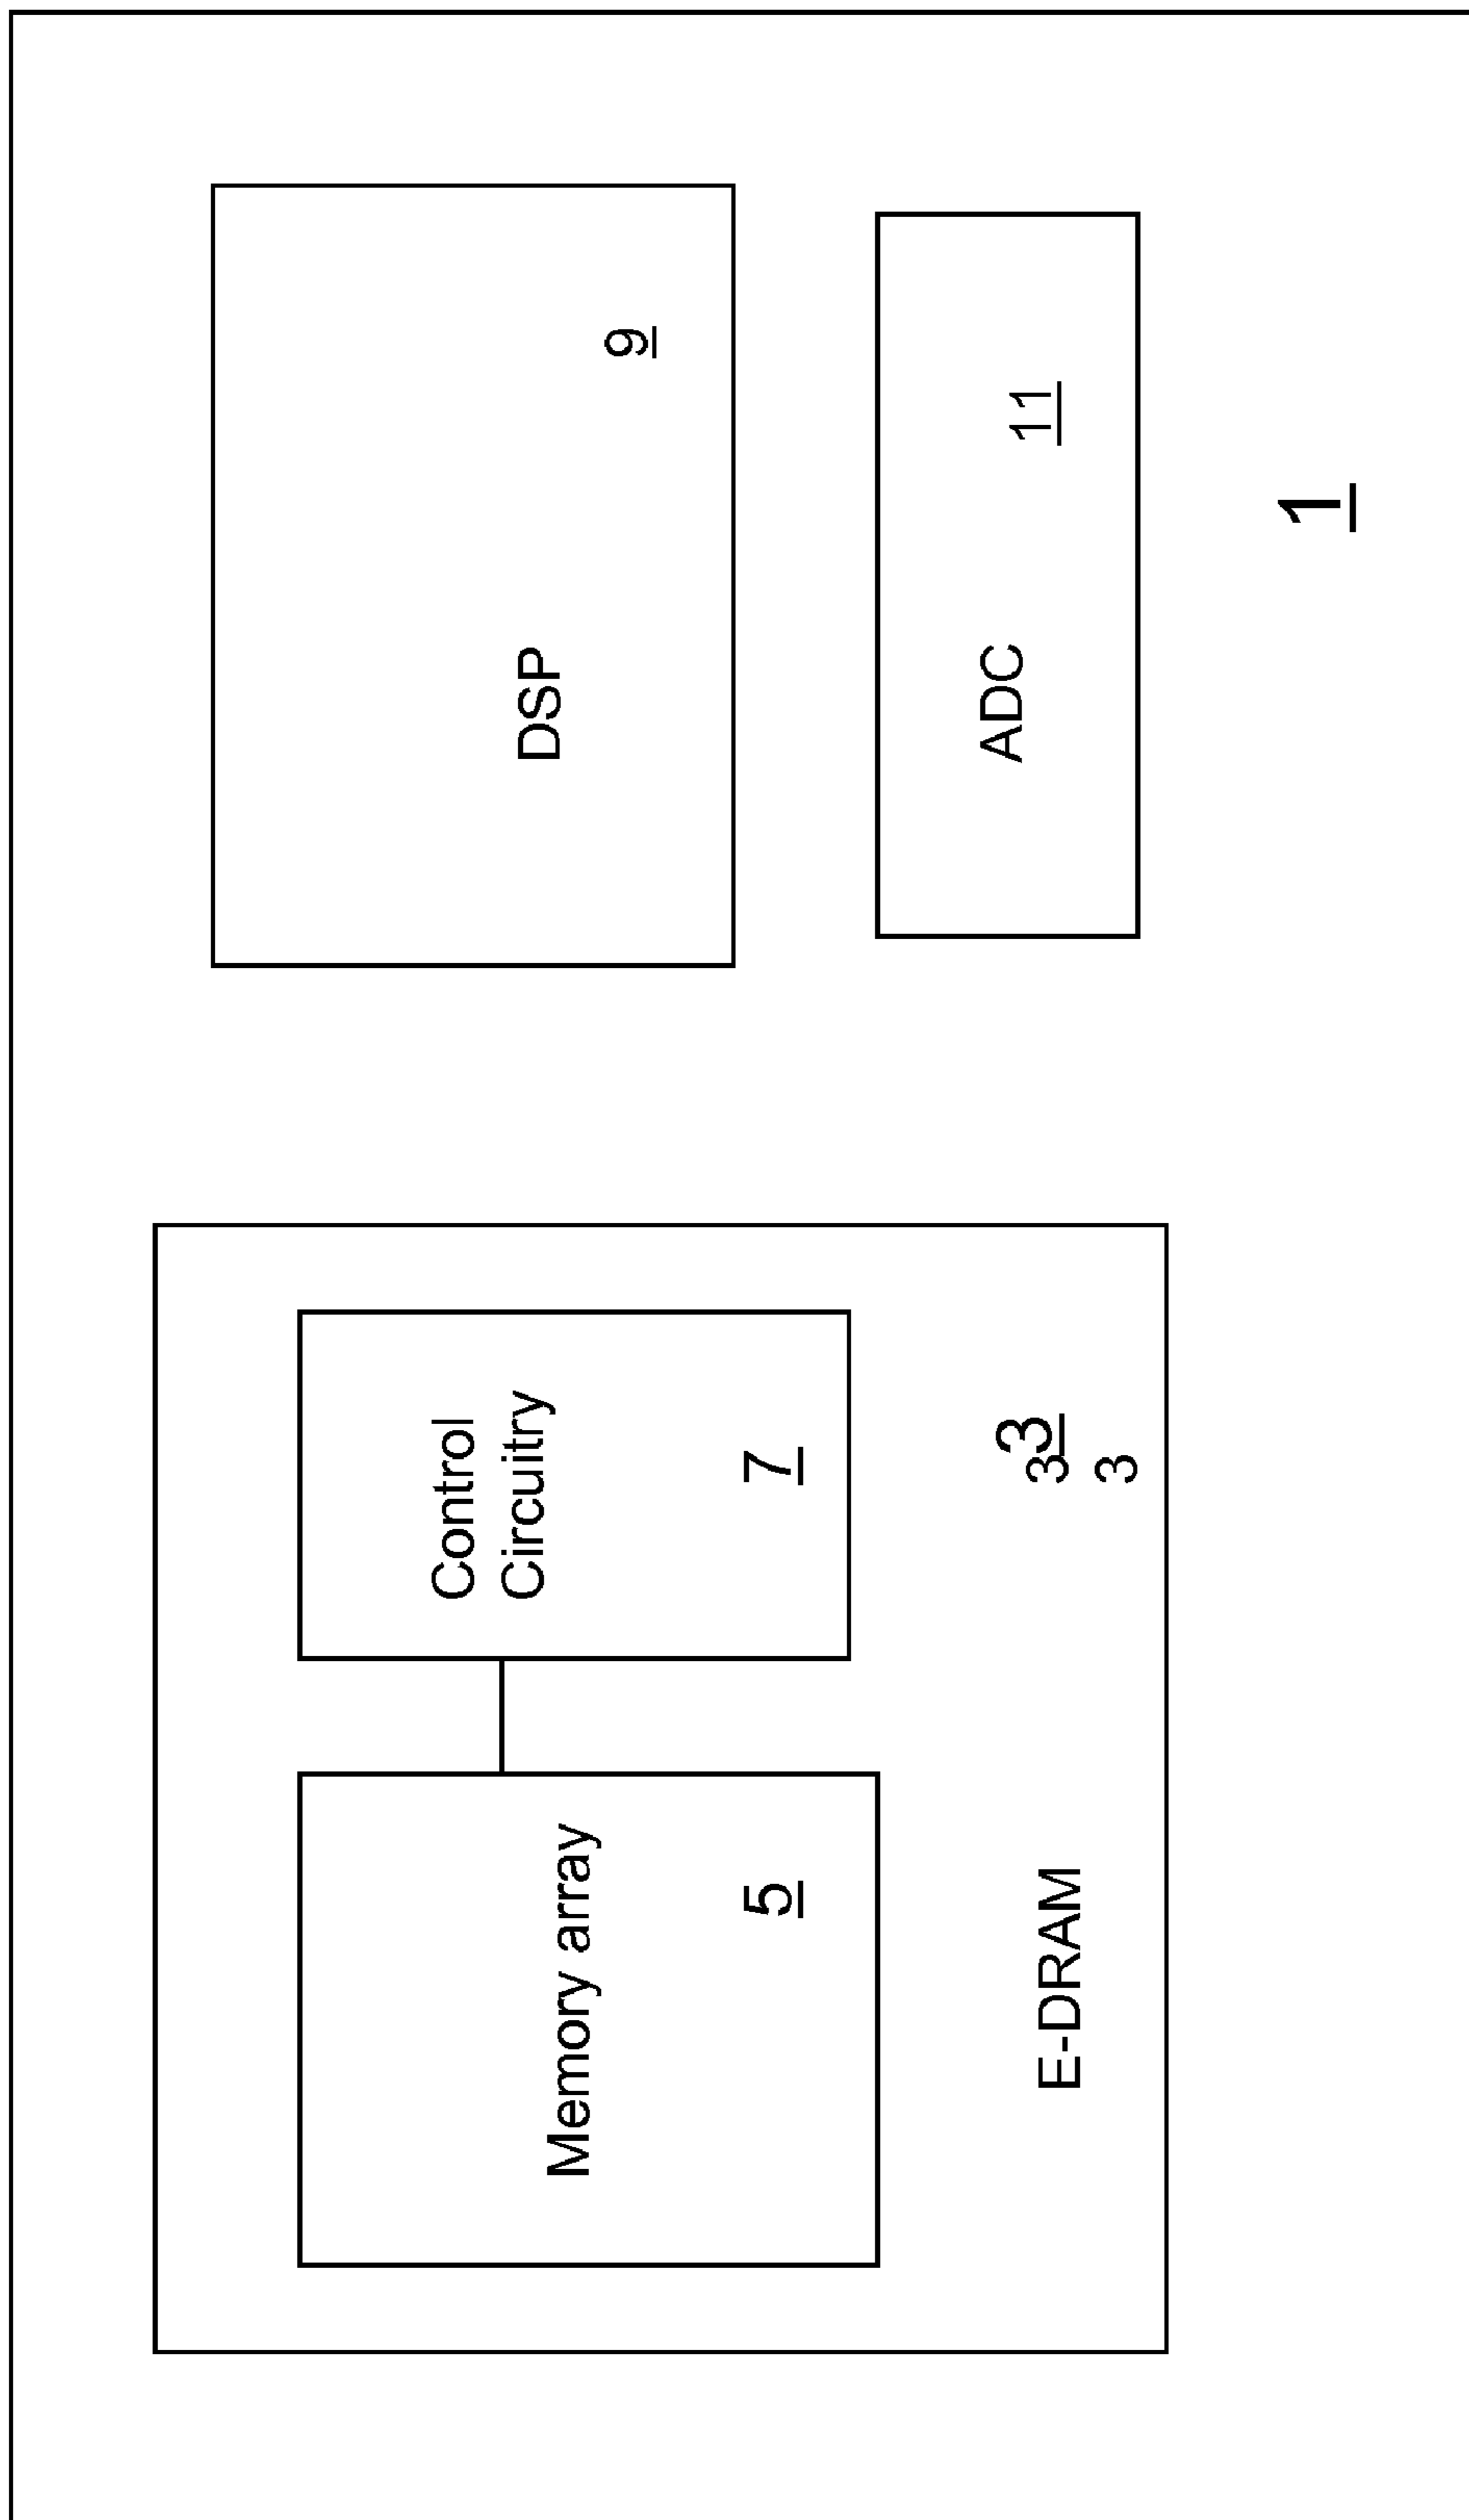 Memory array
5
Control
Circuitry
7
E-DRAM
3
3
3
DSP
9
ADC
11
1